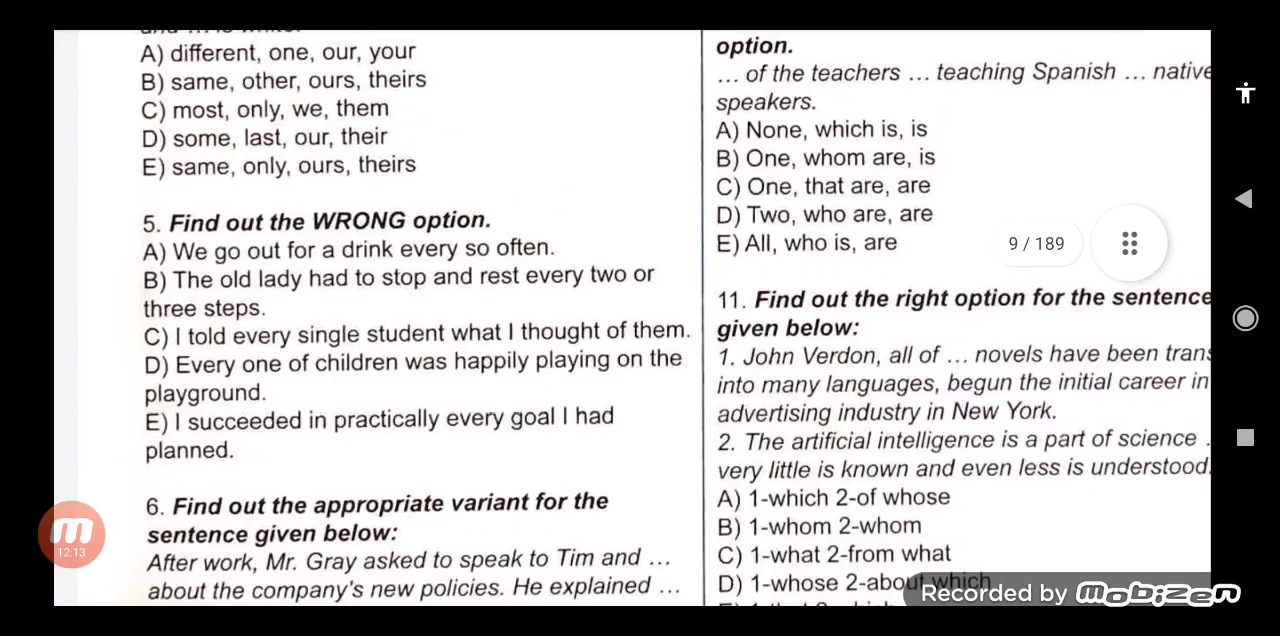 A) different, one, our, your
B) same, other, ours, theirs
C) most, only, we, them
D) some, last, our, their
E) same, only, ours, theirs
5. Find out the WRONG option.
A) We go out for a drink every so often.
B) The old lady had to stop and rest every two or
three steps.
C) I told every single student what I thought of them.
D) Every one of children was happily playing on the
playground.
E) I succeeded in practically every goal I had
planned.
6. Find out the appropriate variant for the
sentence given below:
After work, Mr. Gray asked to speak to Tim and …
about the company's new policies. He explained …
option.
… of the teachers … teaching Spanish … native
speakers.
A) None, which is, is
B) One, whom are, is
C) One, that are, are
D) Two, who are, are
E) All, who is, are
11. Find out the right option for the sentence
given below:
1. John Verdon, all of … novels have been trans
into many languages, begun the initial career in
advertising industry in New York.
2. The artificial intelligence is a part of science .
very little is known and even less is understood.
A) 1-which 2-of whose
B) 1-whom 2-whom
C) 1-what 2-from what
D) 1-whose 2-about which
9 / 189
12:13
Recorded by Mobizen